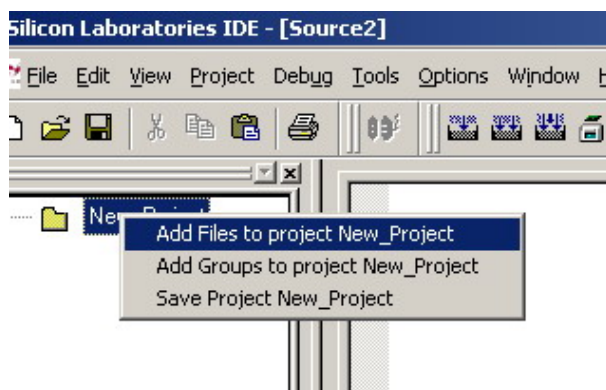 Silicon Laboratories IDE - [Source2]
File Edit View Project Debug Tools Options Window
Add Files to project New_Project
Add Groups to project New_Project
Save Project New_Project